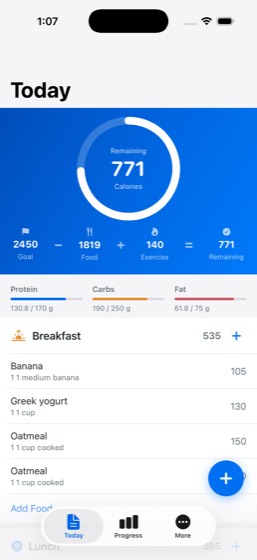 1:07
Today
Remaining
771
Calories
2450 − 1819 + 140 = 771
Goal Food Exercise Remaining
Protein Carbs Fat
130.8 / 170 g 190 / 250 g 61.8 / 75 g
Breakfast 535 +
Banana
1 1 medium banana
105
Greek yogurt
1 1 cup
130
Oatmeal
1 1 cup cooked
150
Oatmeal
1 1 cup cooked
+
Add Food
Lunch +
Today Progress More